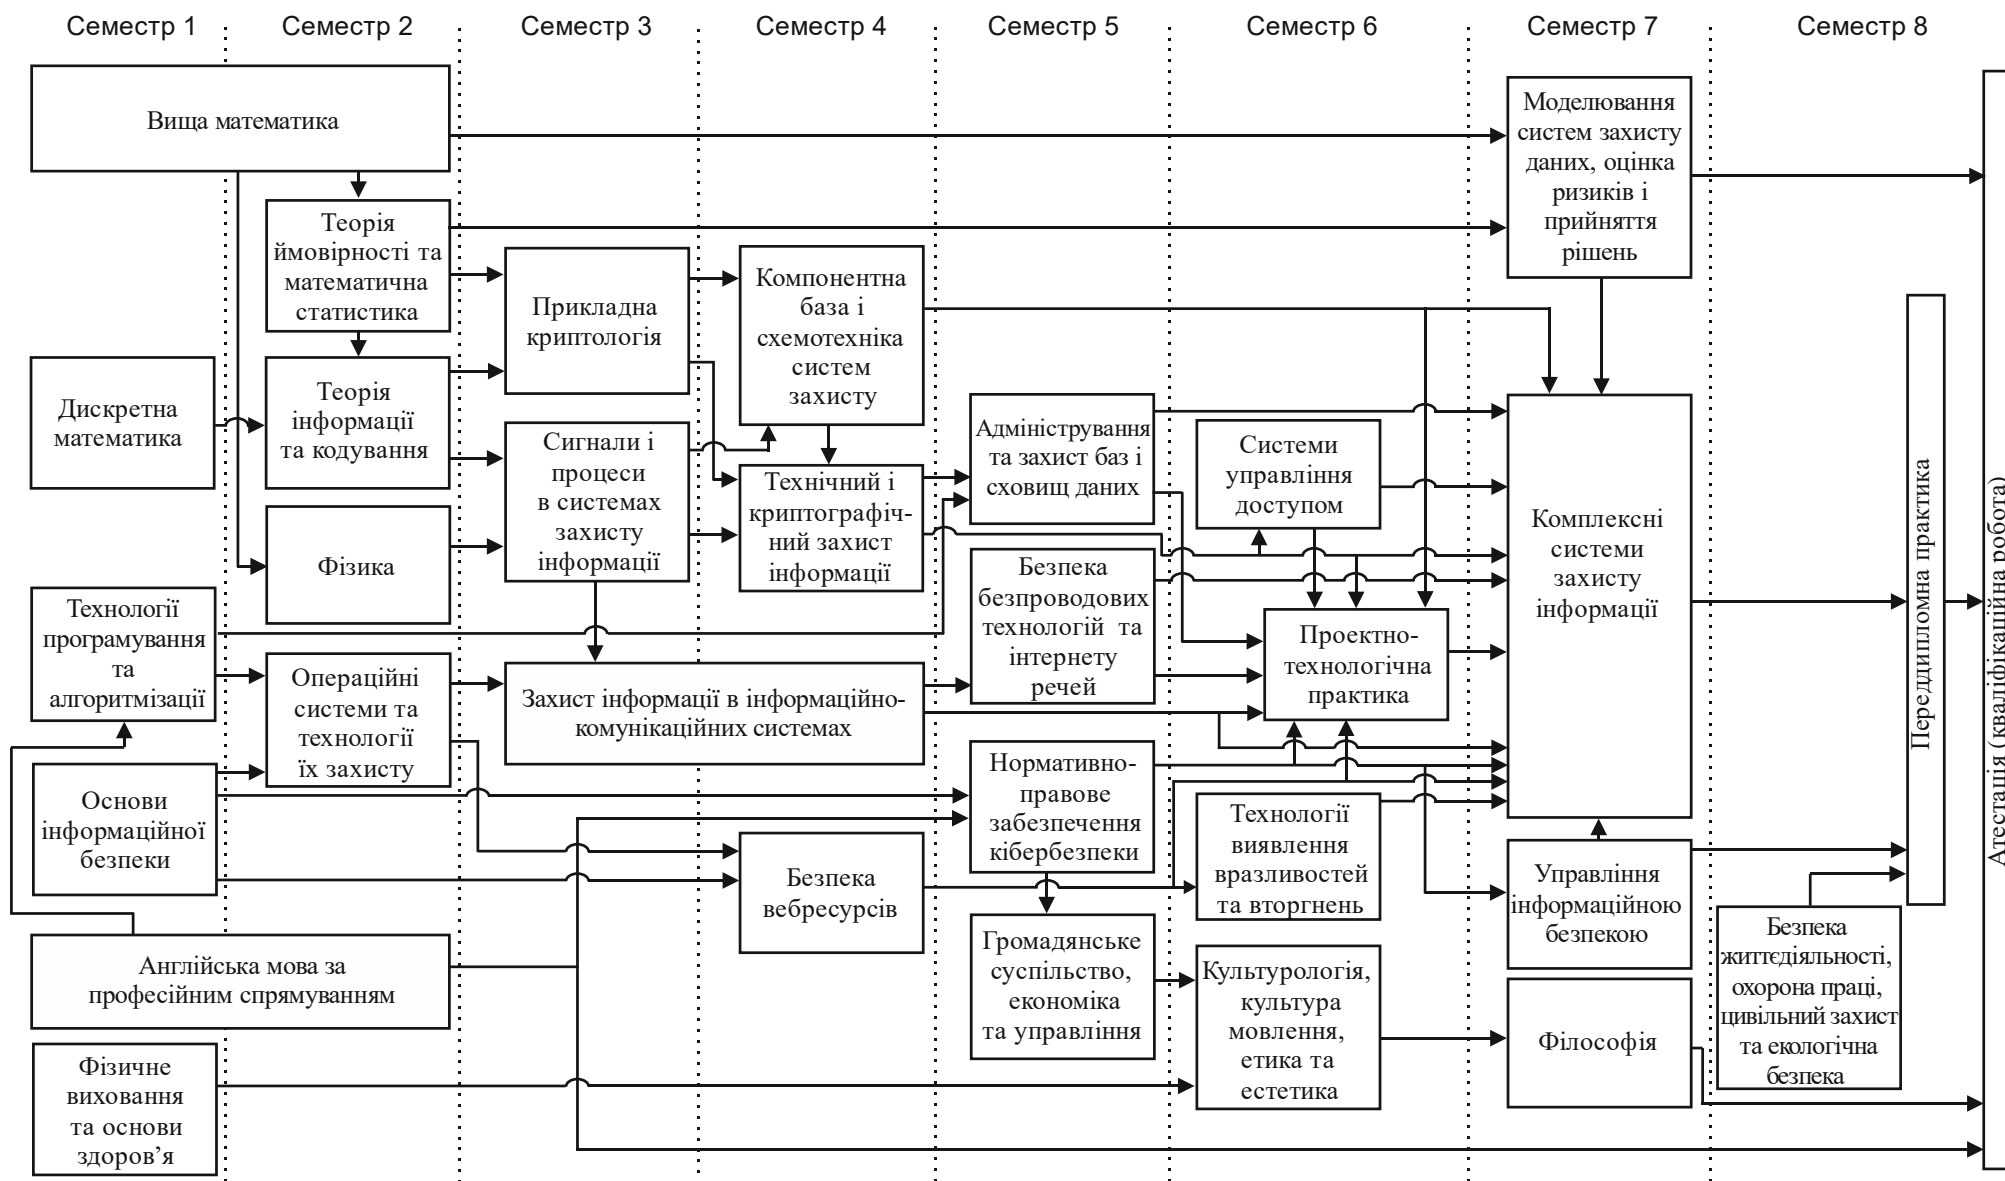 Семестр 1
Семестр 2
Семестр 3
Семестр 4
Семестр 5
Семестр 6
Семестр 7
Семестр 8
Вища математика
Дискретна
математика
Технології
програмування
та
алгоритмізації
Основи
інформаційної
безпеки
Англійська мова за
професійним спрямуванням
Фізичне
виховання
та основи
здоров’я
Теорія
ймовірності та
математична
статистика
Теорія
інформації
та кодування
Фізика
Операційні
системи та
технології
їх захисту
Прикладна
криптологія
Сигнали і
процеси
в системах
захисту
інформації
Захист інформації в інформаційно-
комунікаційних системах
Компонентна
база і
схемотехніка
систем
захисту
Технічний і
криптографіч-
ний захист
інформації
Безпека
вебресурсів
Адміністрування
та захист баз і
сховищ даних
Безпека
безпроводових
технологій та
інтернету
речей
Нормативно-
правове
забезпечення
кібербезпеки
Громадянське
суспільство,
економіка
та управління
Системи
управління
доступом
Проектно-
технологічна
практика
Технології
виявлення
вразливостей
та вторгнень
Культурологія,
культура
мовлення,
етика та
естетика
Моделювання
систем захисту
даних, оцінка
ризиків і
прийняття
рішень
Комплексні
системи
захисту
інформації
Управління
інформаційною
безпекою
Філософія
Безпека
життєдіяльності,
охорона праці,
цивільний захист
та екологічна
безпека
Переддипломна практика
Атестація (кваліфікаційна робота)